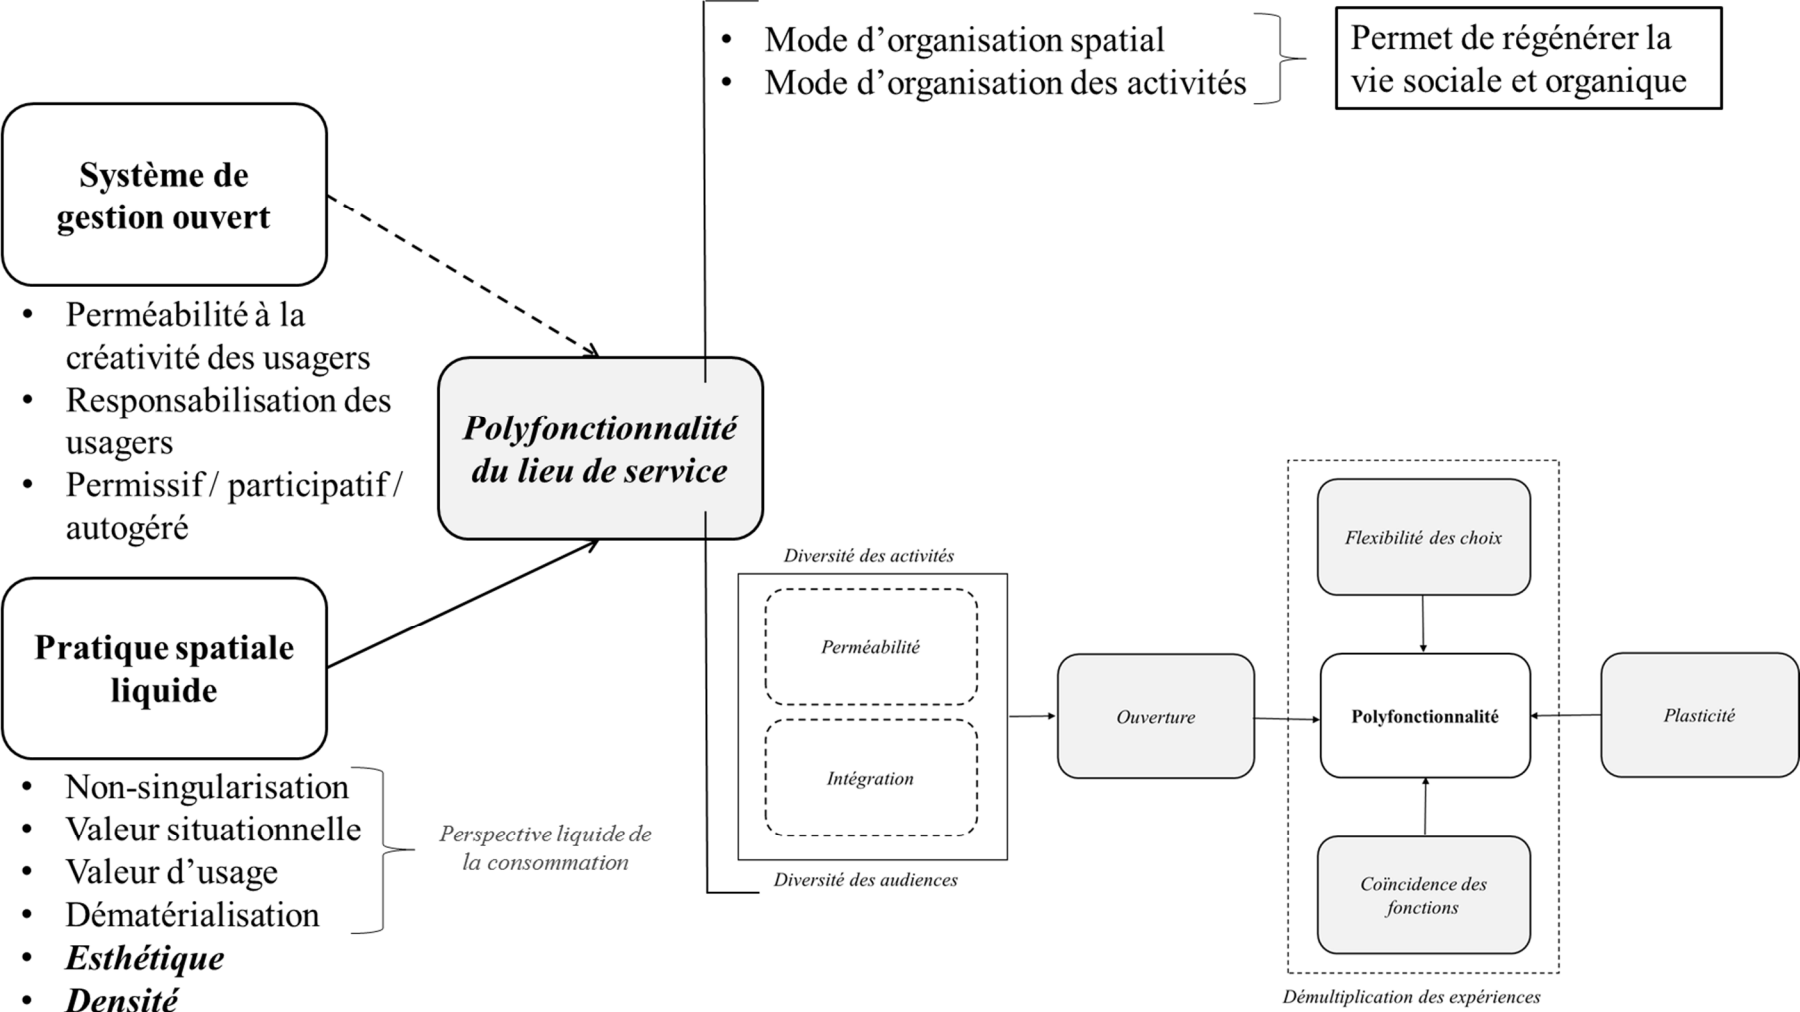 • Mode d’organisation spatial
• Mode d’organisation des activités
Permet de régénérer la
vie sociale et organique
Système de
gestion ouvert
• Perméabilité à la
créativité des usagers
• Responsabilisation des
usagers
• Permissif / participatif /
autogéré
Polyfonctionnalité
du lieu de service
Pratique spatiale
liquide
• Non-singularisation
• Valeur situationnelle
• Valeur d’usage
• Dématérialisation
• Esthétique
• Densité
Perspective liquide de
la consommation
Diversité des activités
Perméabilité
Intégration
Diversité des audiences
Ouverture
Flexibilité des choix
Polyfonctionnalité
Plasticité
Coïncidence des
fonctions
Démultiplication des expériences